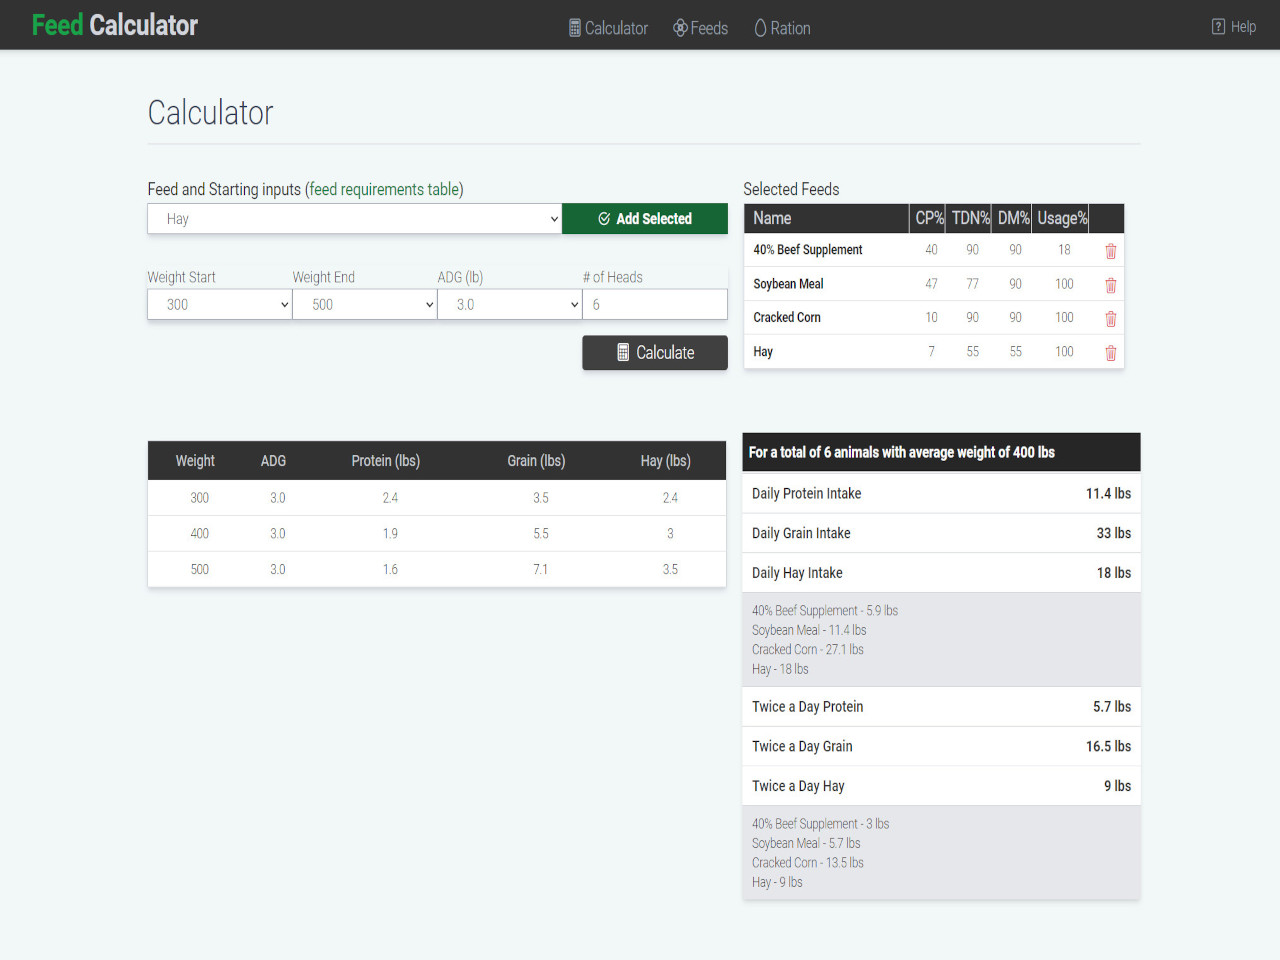 Feed Calculator
Calculator
Feeds
Ration
Help
Calculator
Feed and Starting inputs (feed requirements table)
Hay
Add Selected
Weight Start Weight End ADG (lb) # of Heads
300 500 3.0 6
Calculate
Selected Feeds
Name CP% TDN% DM% Usage%
40% Beef Supplement 40 90 90 18
Soybean Meal 47 77 90 100
Cracked Corn 10 90 90 100
Hay 7 55 55 100
Weight ADG Protein (lbs) Grain (lbs) Hay (lbs)
300 3.0 2.4 3.5 2.4
400 3.0 1.9 5.5 3
500 3.0 1.6 7.1 3.5
For a total of 6 animals with average weight of 400 lbs
Daily Protein Intake 11.4 lbs
Daily Grain Intake 33 lbs
Daily Hay Intake 18 lbs
40% Beef Supplement - 5.9 lbs
Soybean Meal - 11.4 lbs
Cracked Corn - 27.1 lbs
Hay - 18 lbs
Twice a Day Protein 5.7 lbs
Twice a Day Grain 16.5 lbs
Twice a Day Hay 9 lbs
40% Beef Supplement - 3 lbs
Soybean Meal - 5.7 lbs
Cracked Corn - 13.5 lbs
Hay - 9 lbs